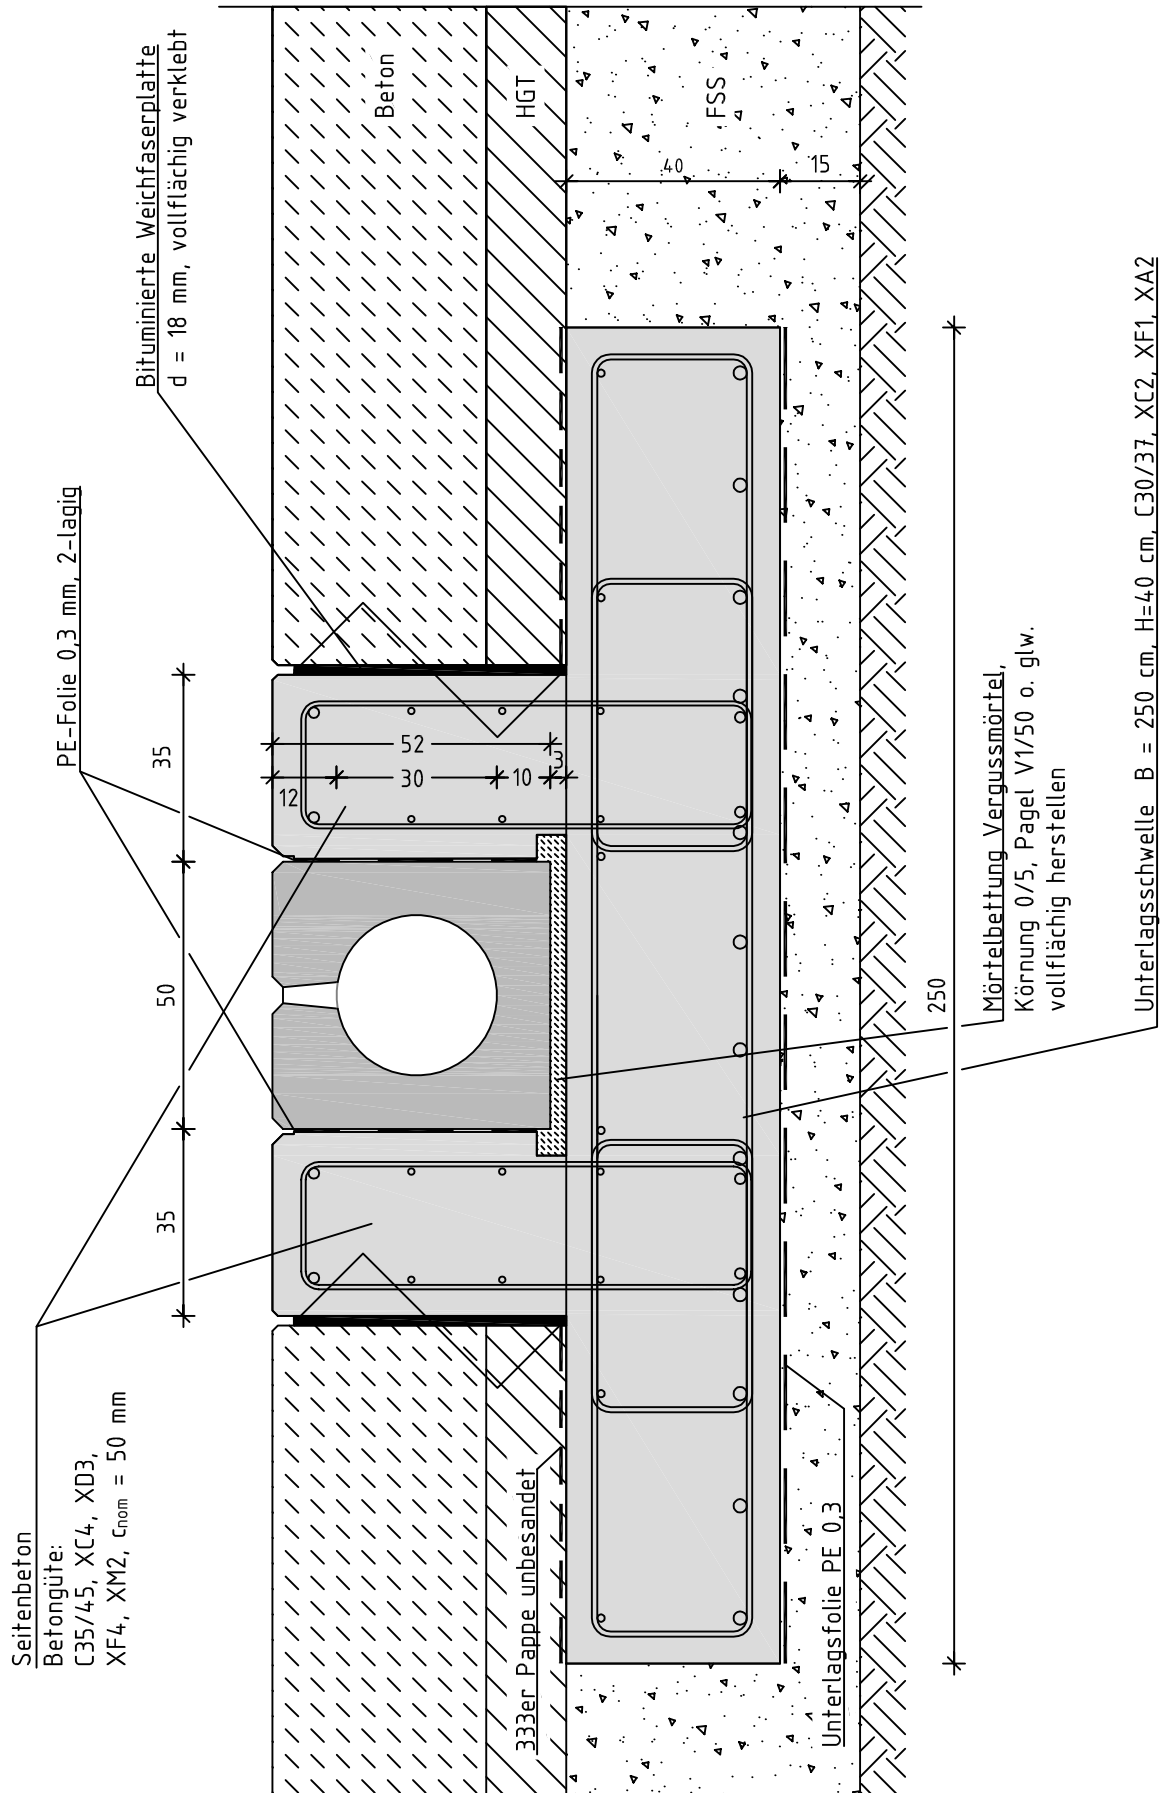 Seitenbeton
Betongüte:
C35/45, XC4, XD3,
XF4, XM2, cnom = 50 mm
PE-Folie 0,3 mm, 2-lagig
Bituminierte Weichfaserplatte
d = 18 mm, vollflächig verklebt
35
50
35
12
52
30
10
3
Beton
HGT
FSS
40
15
333er Pappe unbesandet
Unterlagsfolie PE 0,3
250
Mörtelbettung Vergussmörtel,
Körnung 0/5, Pagel V1/50 o. glw.
vollflächig herstellen
Unterlagsschwelle B = 250 cm, H=40 cm, C30/37, XC2, XF1, XA2